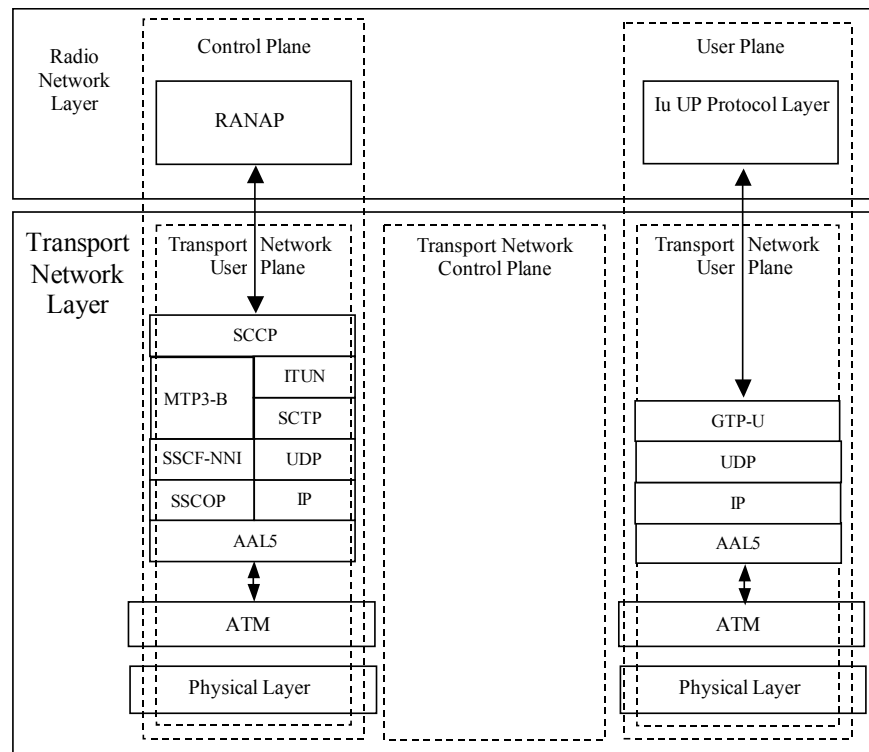 Radio
Network
Layer
Control Plane
User Plane
RANAP
Iu UP Protocol Layer
Transport
Network
Layer
Transport Network
User Plane
Transport Network
Control Plane
Transport Network
User Plane
SCCP
MTP3-B
ITUN
SCTP
SSCF-NNI
UDP
SSCOP
IP
AAL5
GTP-U
UDP
IP
AAL5
ATM
ATM
Physical Layer
Physical Layer